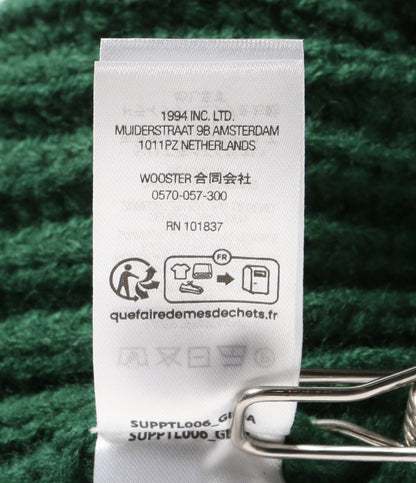 1994 INC. LTD.
MUIDERSTRAAT 9B AMSTERDAM
1011PZ NETHERLANDS
WOOSTER 合同会社
0570-057-300
RN 101837
FR
quefairedemesdechets.fr